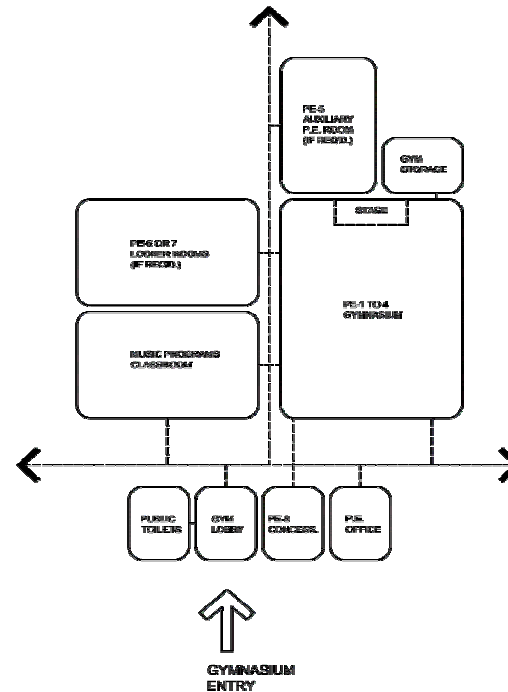 PE-5
AUXILIARY
P.E. ROOM
(IF REQ'D.)
GYM
STORAGE
STAGE
PE-6 OR 7
LOCKER ROOMS
(IF REQ'D.)
PE-1 TO 4
GYMNASIUM
MUSIC PROGRAMS
CLASSROOM
PUBLIC
TOILETS
GYM
LOBBY
PE-8
CONCESS.
P.E.
OFFICE
GYMNASIUM
ENTRY